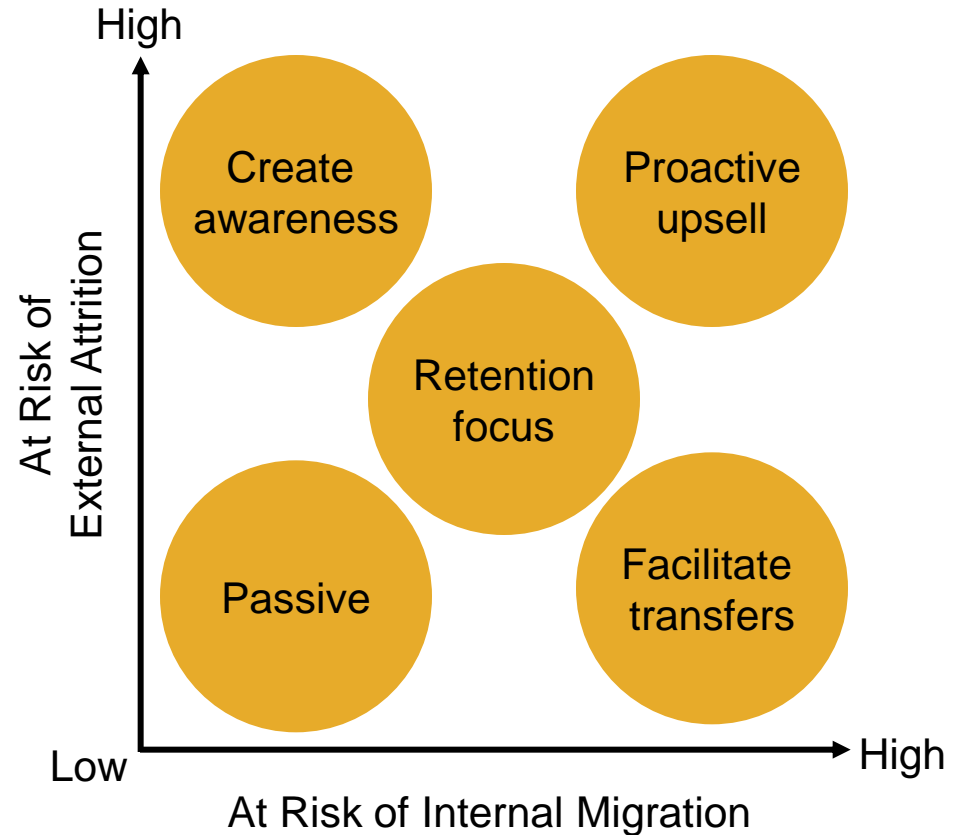 High
Create
awareness
Proactive
upsell
At Risk of
External Attrition
Retention
focus
Passive
Facilitate
transfers
Low
High
At Risk of Internal Migration